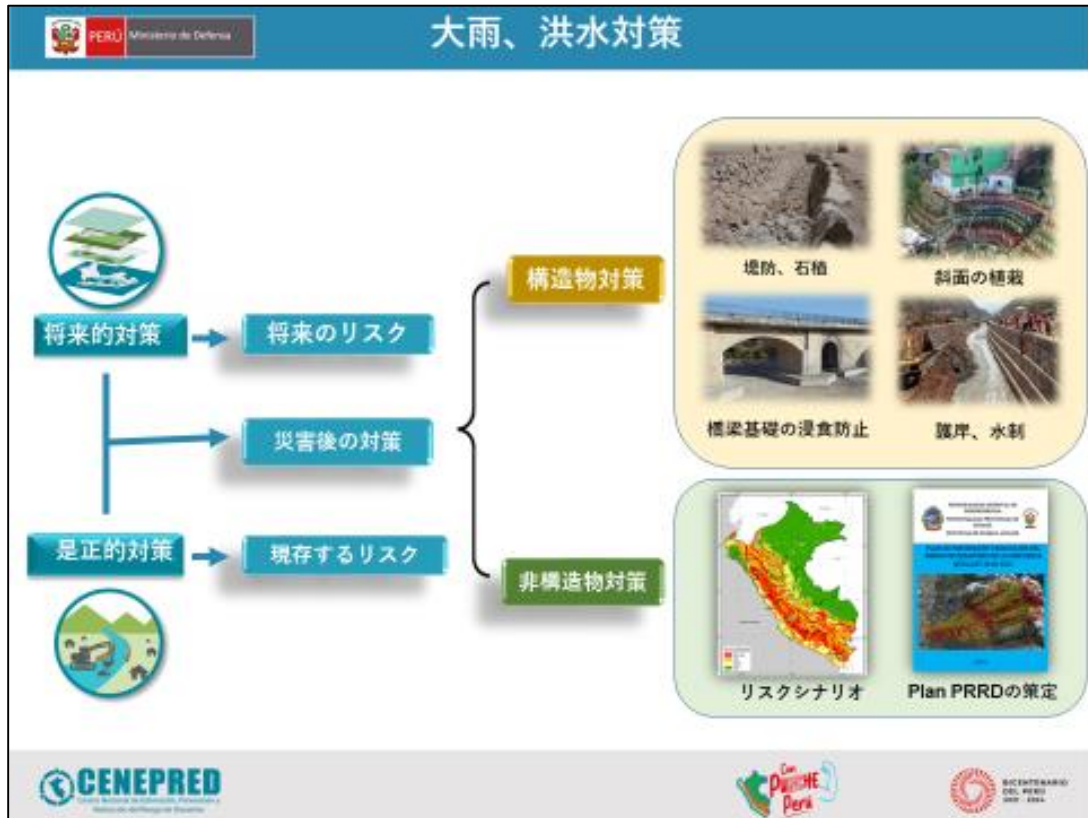 PERÚ
Ministerio de Defensa
大雨、洪水対策
将来的対策
将来のリスク
災害後の対策
是正的対策
現存するリスク
構造物対策
非構造物対策
堤防、石積
斜面の植栽
橋梁基礎の浸食防止
護岸、水制
リスクシナリオ
Plan PRRDの策定
CENEPRED
Con
PUNCHE
Perú
BICENTENARIO
DEL PERÚ